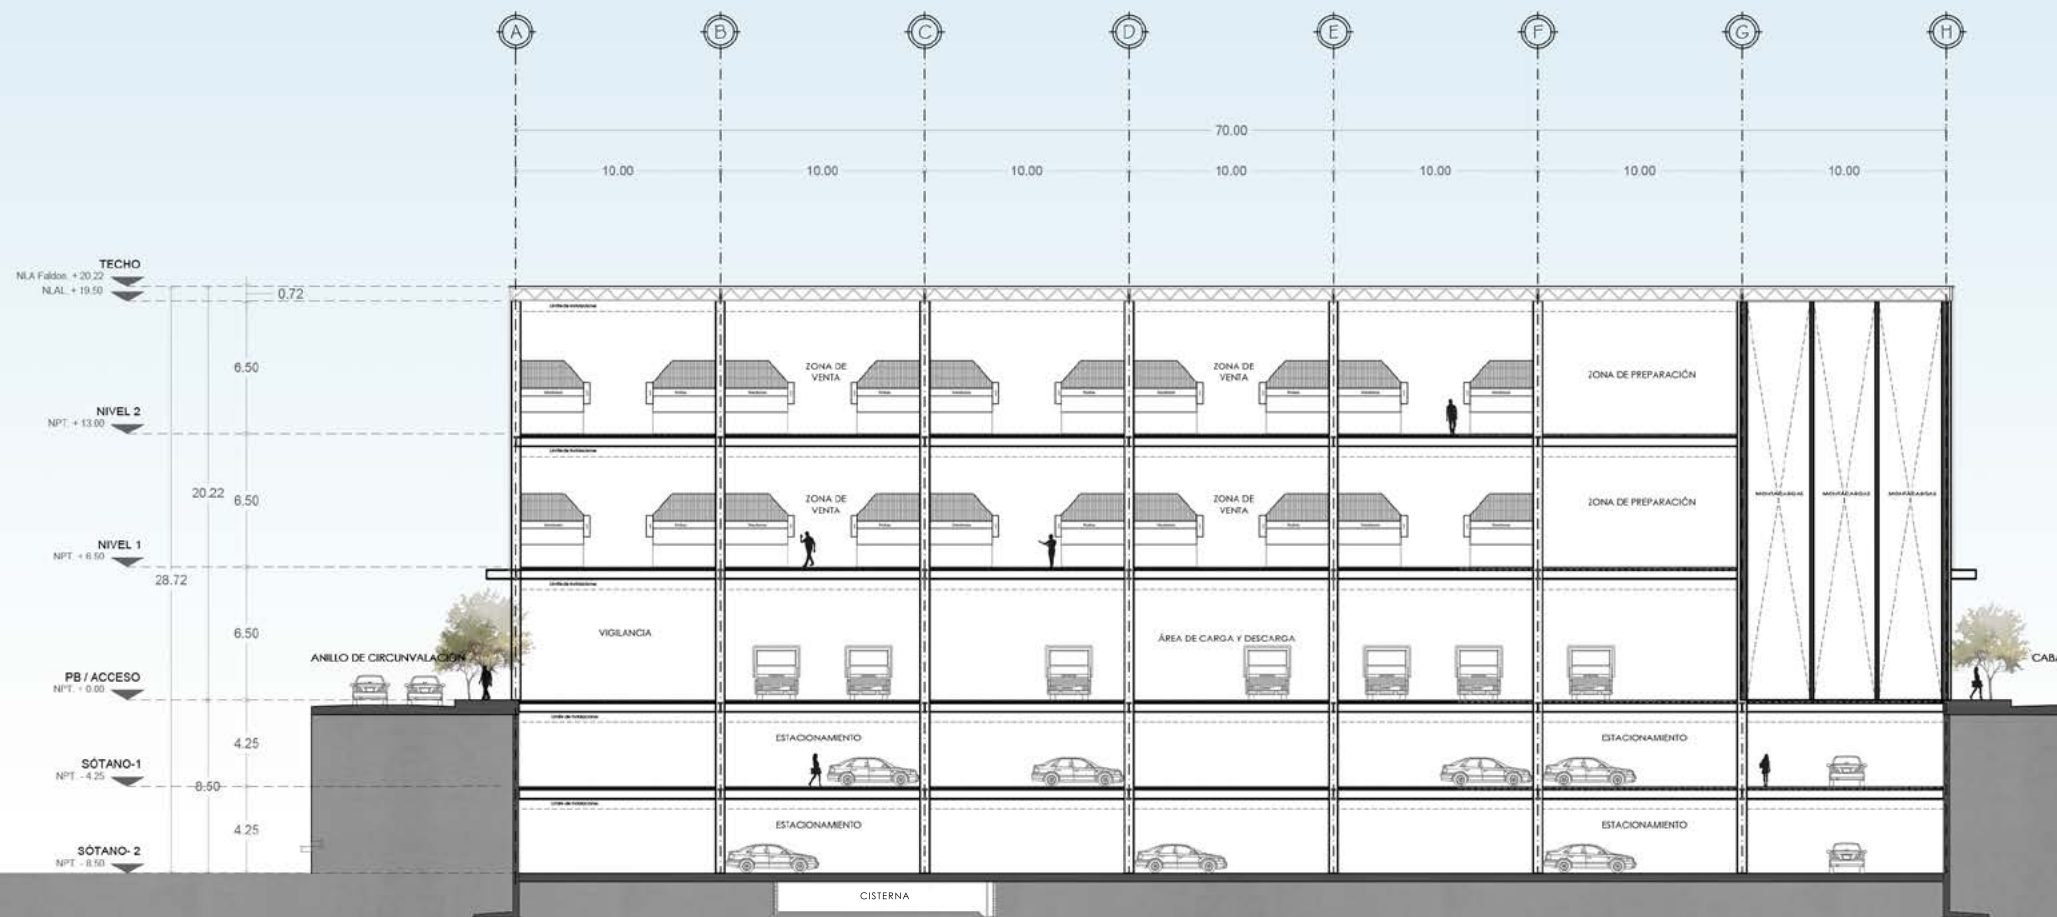 A B C D E F G H
70.00
10.00 10.00 10.00 10.00 10.00 10.00 10.00
TECHO
N.L.A Faldon. + 20.22
N.L.A.L. + 19.50
0.72
6.50
ZONA DE
VENTA
ZONA DE
VENTA
ZONA DE PREPARACIÓN
NIVEL 2
NPT. + 13.00
20.22
6.50
ZONA DE
VENTA
ZONA DE
VENTA
ZONA DE PREPARACIÓN
MONTACARGAS MONTACARGAS MONTACARGAS
NIVEL 1
NPT. + 6.50
28.72
6.50
VIGILANCIA
ÁREA DE CARGA Y DESCARGA
ANILLO DE CIRCUNVALACIÓN
CABA
PB / ACCESO
NPT. + 0.00
4.25
ESTACIONAMIENTO
ESTACIONAMIENTO
SÓTANO-1
NPT. - 4.25
8.50
4.25
ESTACIONAMIENTO
ESTACIONAMIENTO
SÓTANO- 2
NPT. - 8.50
CISTERNA